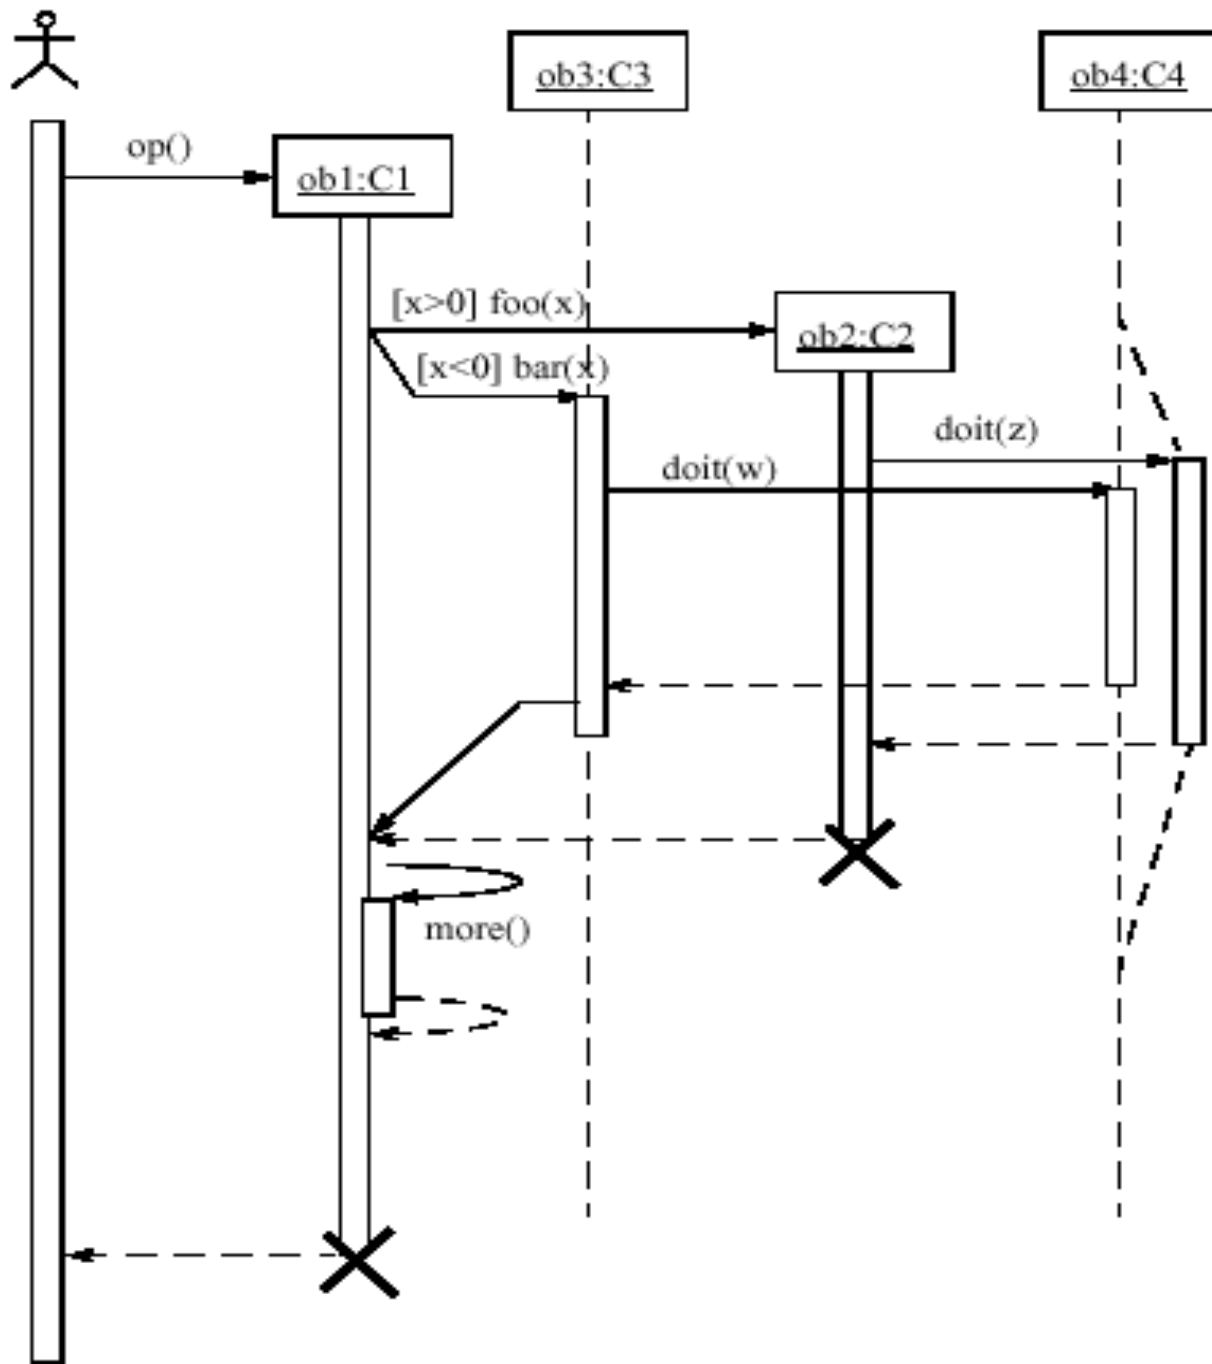 ob3:C3
ob4:C4
op()
ob1:C1
[x>0] foo(x)
ob2:C2
[x<0] bar(x)
doit(z)
doit(w)
more()